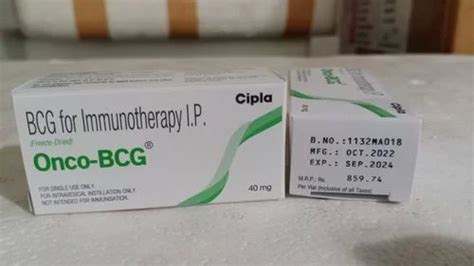 Cipla
BCG for Immunotherapy I.P.
(Freeze-Dried)
Onco-BCG®
FOR SINGLE USE ONLY
FOR INTRAVESICAL INSTILLATION ONLY
NOT INTENDED FOR IMMUNISATION.
40 mg
Onco-BCG
B.NO.:1132MA018
MFG.: OCT.2022
EXP.: SEP.2024
M.R.P.: Rs. 859.74
Per Vial (Inclusive of all Taxes)